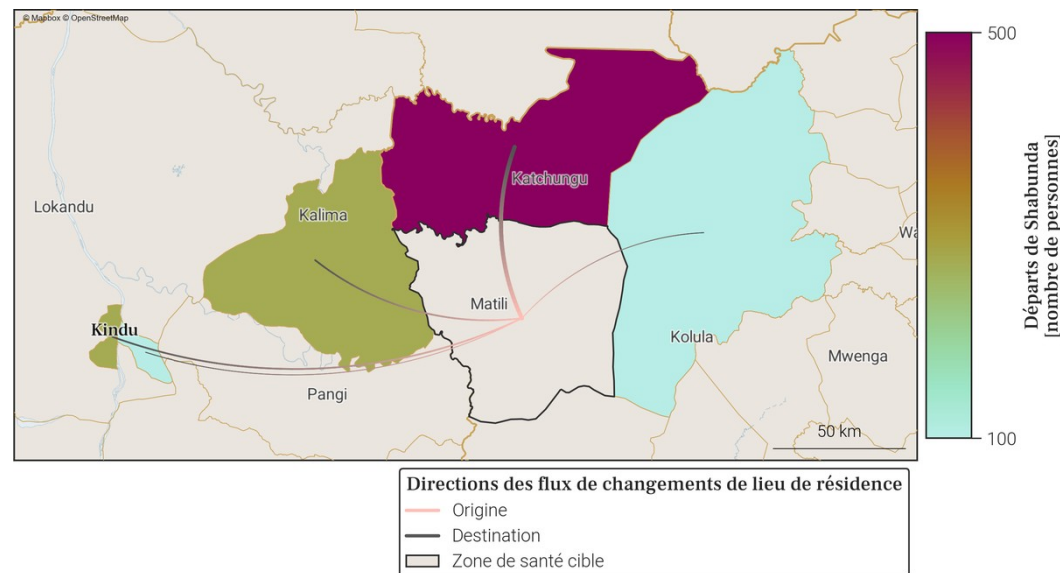 © Mapbox © OpenStreetMap
Lokandu
Kalima
Katchungu
Kindu
Matili
Kolula
Pangi
Mwenga
Wa
50 km
500
100
Départs de Shabunda
[nombre de personnes]
Directions des flux de changements de lieu de résidence
Origine
Destination
Zone de santé cible